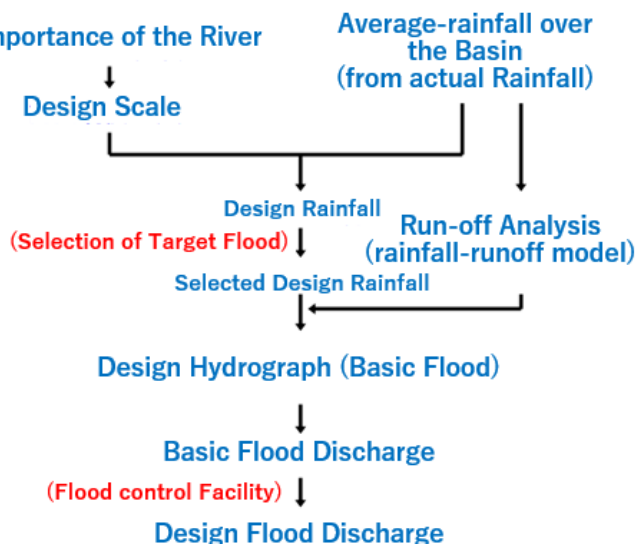 mportance of the River
Average-rainfall over
the Basin
(from actual Rainfall)
Design Scale
Design Rainfall
(Selection of Target Flood)
Run-off Analysis
(rainfall-runoff model)
Selected Design Rainfall
Design Hydrograph (Basic Flood)
Basic Flood Discharge
(Flood control Facility)
Design Flood Discharge